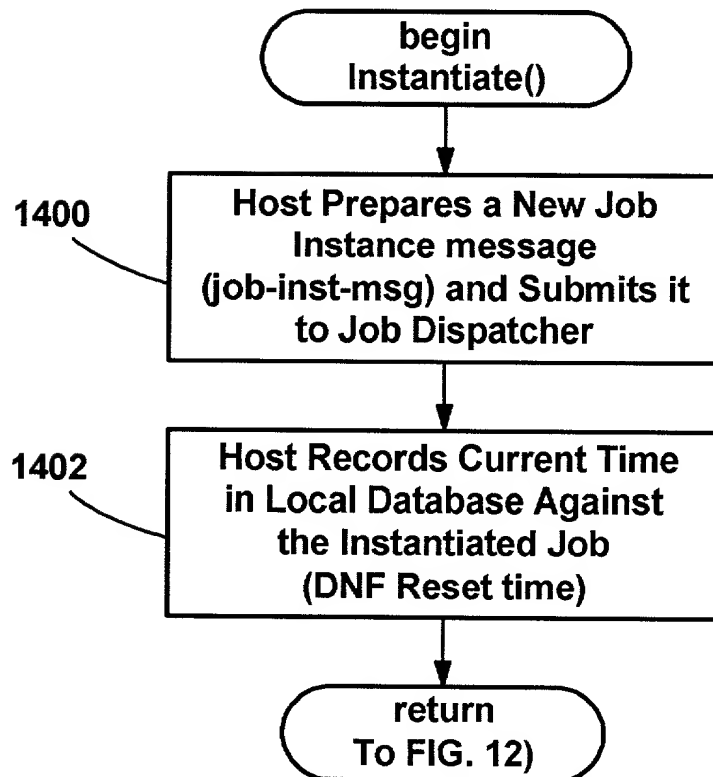 begin
Instantiate()
1400
Host Prepares a New Job
Instance message
(job-inst-msg) and Submits it
to Job Dispatcher
1402
Host Records Current Time
in Local Database Against
the Instantiated Job
(DNF Reset time)
return
To FIG. 12)